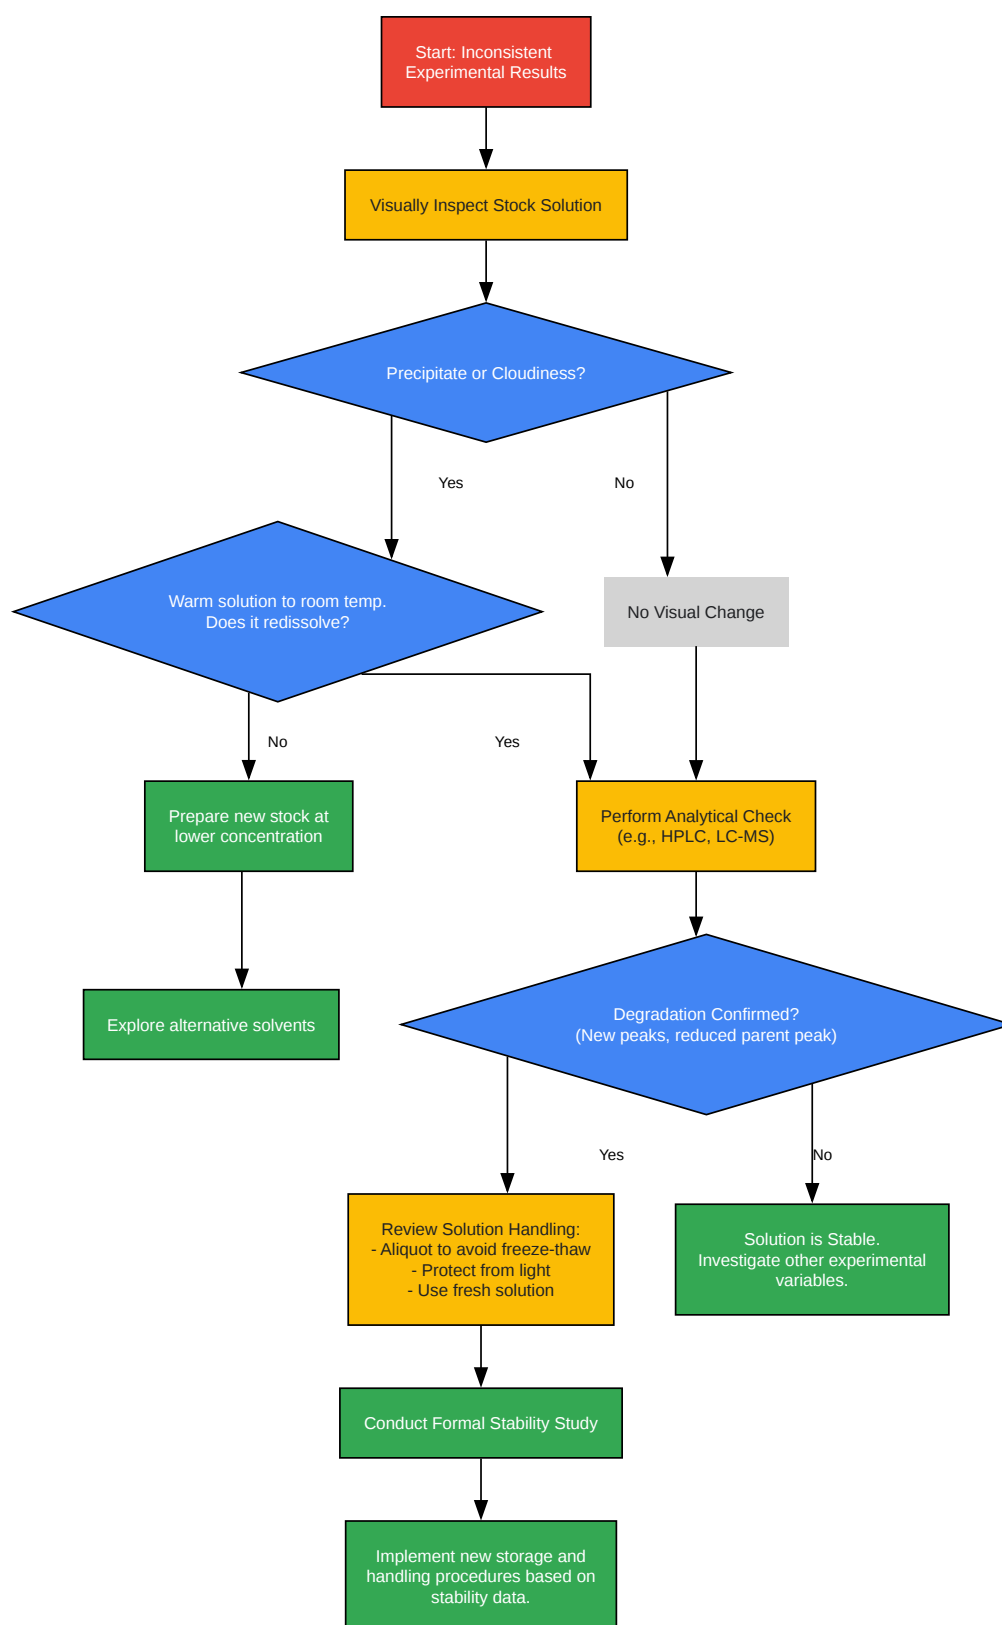 Start: Inconsistent
Experimental Results
Visually Inspect Stock Solution
Precipitate or Cloudiness?
Yes
No
Warm solution to room temp.
Does it redissolve?
No Visual Change
No
Yes
Prepare new stock at
lower concentration
Perform Analytical Check
(e.g., HPLC, LC-MS)
Explore alternative solvents
Degradation Confirmed?
(New peaks, reduced parent peak)
Yes
No
Review Solution Handling:
- Aliquot to avoid freeze-thaw
- Protect from light
- Use fresh solution
Solution is Stable.
Investigate other experimental
variables.
Conduct Formal Stability Study
Implement new storage and
handling procedures based on
stability data.